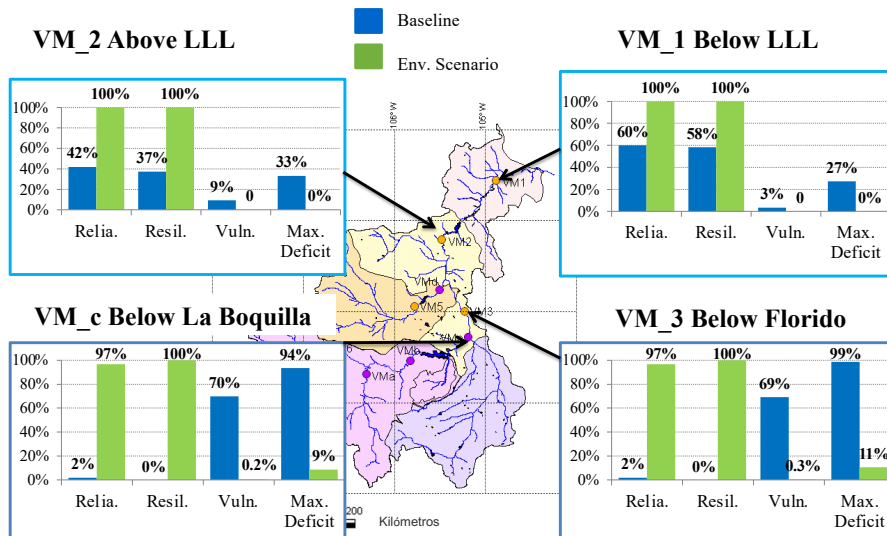 Baseline
Env. Scenario
VM_2 Above LLL
100% 100%
100%
80%
60%
40%
20%
0%
42%
37%
9%
0
33%
0%
Relia. Resil. Vuln. Max. Deficit
VM_1 Below LLL
100% 100%
100%
80%
60%
40%
20%
0%
60%
58%
3%
0
27%
0%
Relia. Resil. Vuln. Max. Deficit
106°W
VM1
VM2
VMd
VM5
VM3
VMb
VMa
VM_c Below La Boquilla
97% 100% 94%
100%
80%
60%
40%
20%
0%
2%
0%
70%
0.2%
9%
Relia. Resil. Vuln. Max. Deficit
VM_3 Below Florido
97% 100% 99%
100%
80%
60%
40%
20%
0%
2%
0%
69%
0.3%
11%
Relia. Resil. Vuln. Max. Deficit
200
Kilómetros